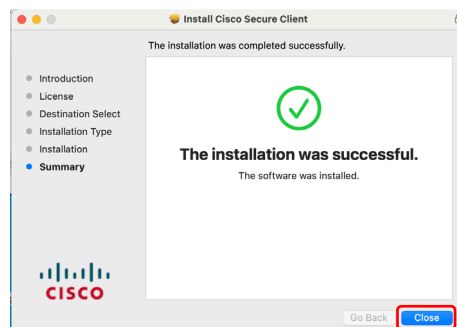 Install Cisco Secure Client
The installation was completed successfully.
Introduction
License
Destination Select
Installation Type
Installation
Summary
The installation was successful.
The software was installed.
CISCO
Go Back
Close